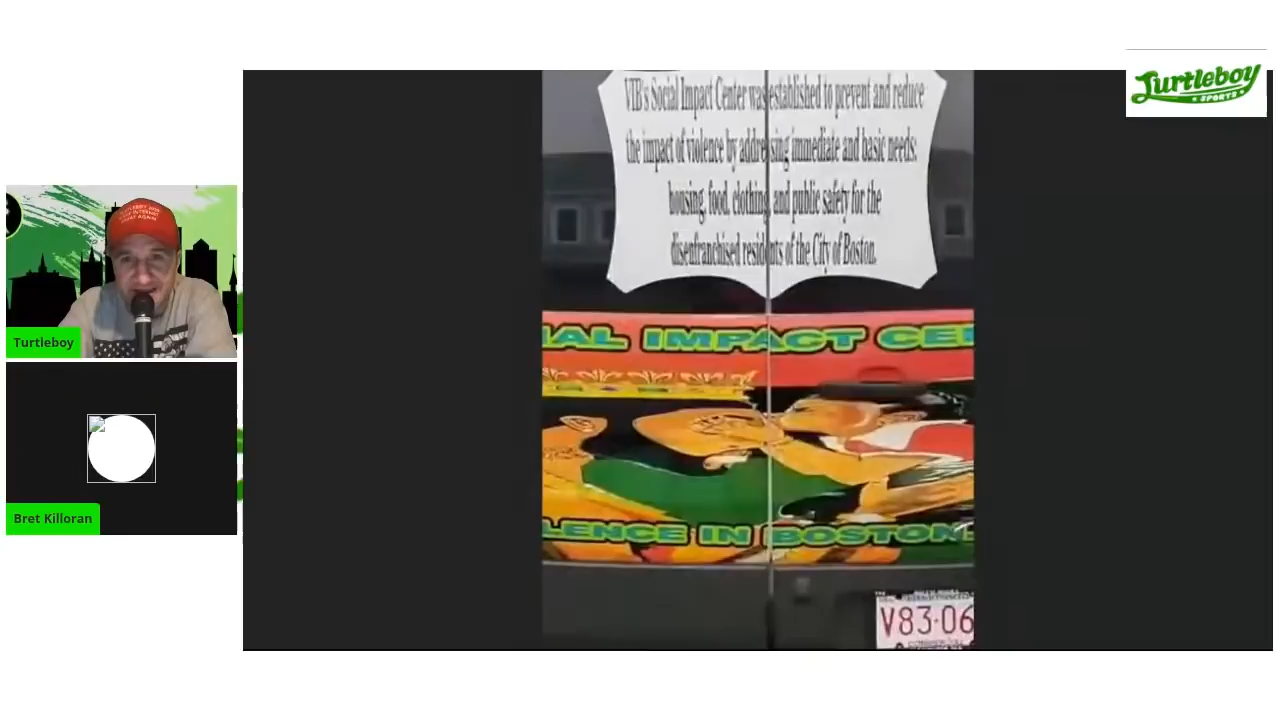 Turtleboy
SPORTS
VIB's Social Impact Center was established to prevent and reduce
the impact of violence by addressing immediate and basic needs:
housing, food, clothing, and public safety for the
disenfranchised residents of the City of Boston.
IAL IMPACT CE
LENCE IN BOSTON.
V83·06
Turtleboy
Bret Killoran